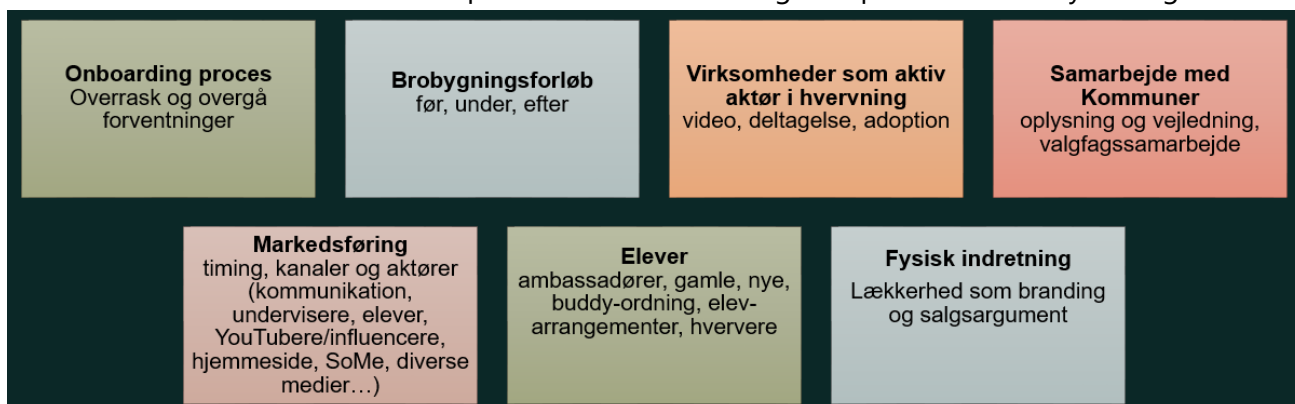 Onboarding proces
Overrask og overgå
forventninger
Brobygningsforløb
før, under, efter
Virksomheder som aktiv
aktør i hvervning
video, deltagelse, adoption
Samarbejde med
Kommuner
oplysning og vejledning,
valgfagssamarbejde
Markedsføring
timing, kanaler og aktører
(kommunikation,
undervisere, elever,
YouTubere/influencere,
hjemmeside, SoMe, diverse
medier…)
Elever
ambassadører, gamle, nye,
buddy-ordning, elev-
arrangementer, hververe
Fysisk indretning
Lækkerhed som branding
og salgsargument